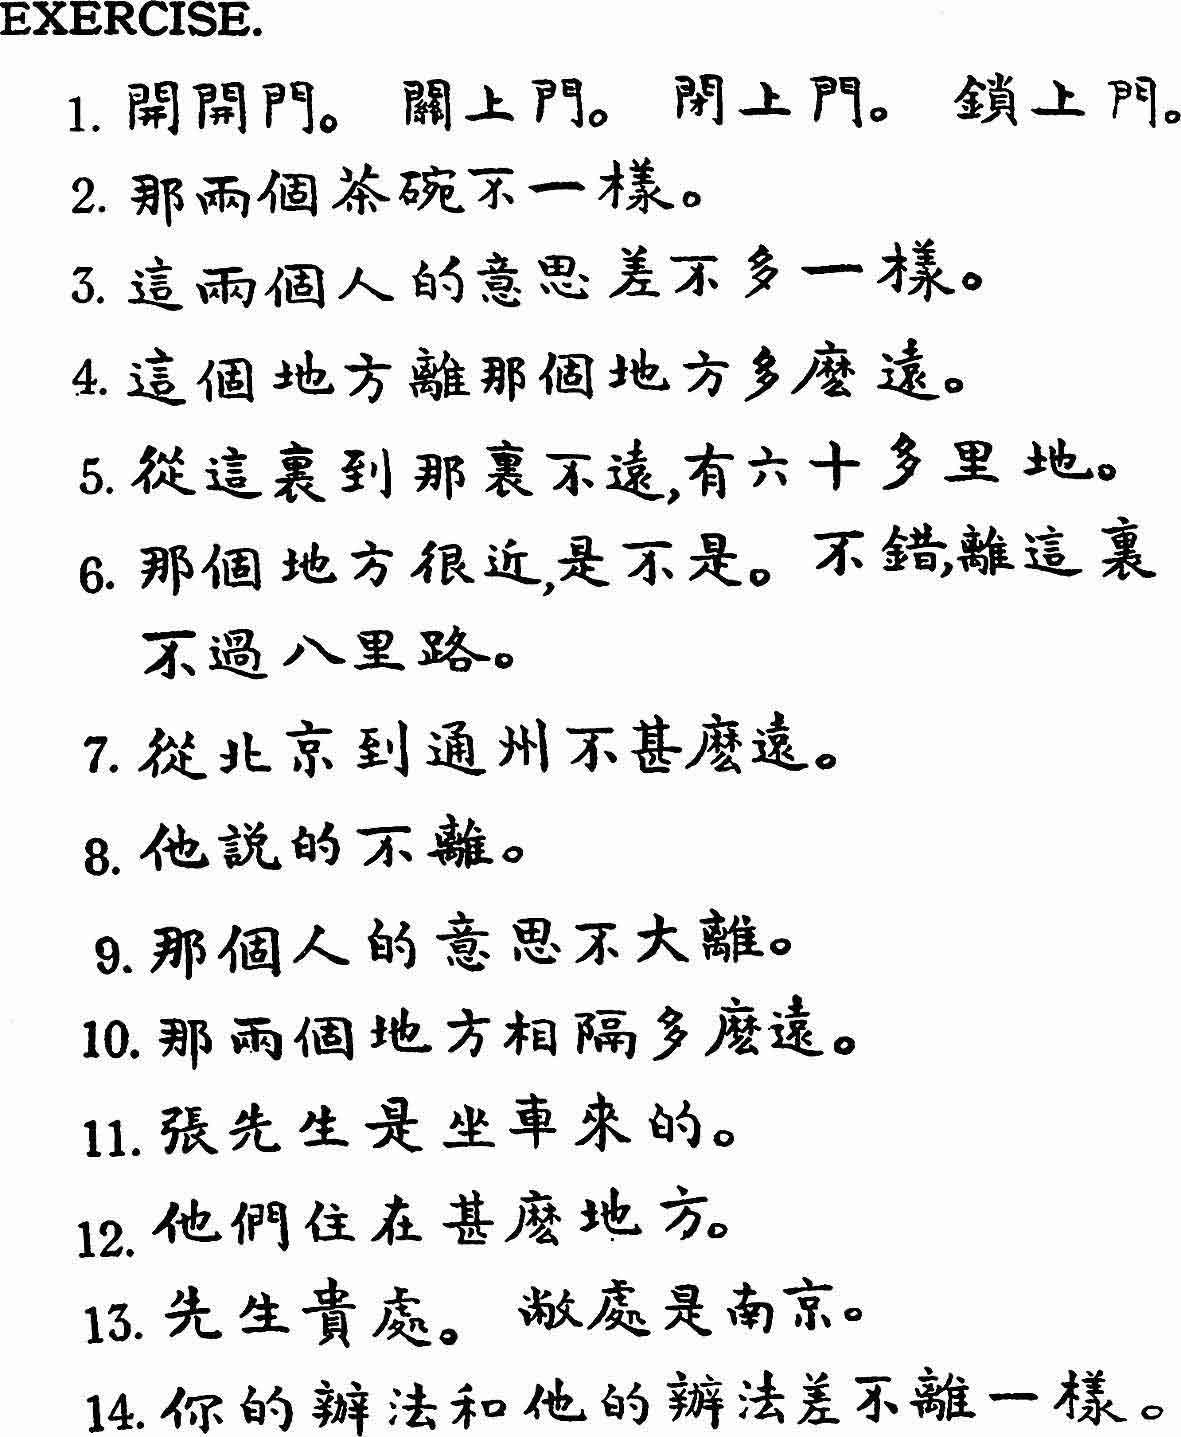 EXERCISE.
1. 開開門。 關上門。 閉上門。 鎖上門。
2. 那兩個茶碗不一樣。
3. 這兩個人的意思差不多一樣。
4. 這個地方離那個地方多麼遠。
5. 從這裏到那裏不遠,有六十多里地。
6. 那個地方很近,是不是。 不錯,離這裏
不過八里路。
7. 從北京到通州不甚麼遠。
8. 他説的不離。
9. 那個人的意思不大離。
10. 那兩個地方相隔多麼遠。
11. 張先生是坐車來的。
12. 他們住在甚麼地方。
13. 先生貴處。 敝處是南京。
14. 你的辦法和他的辦法差不離一樣。